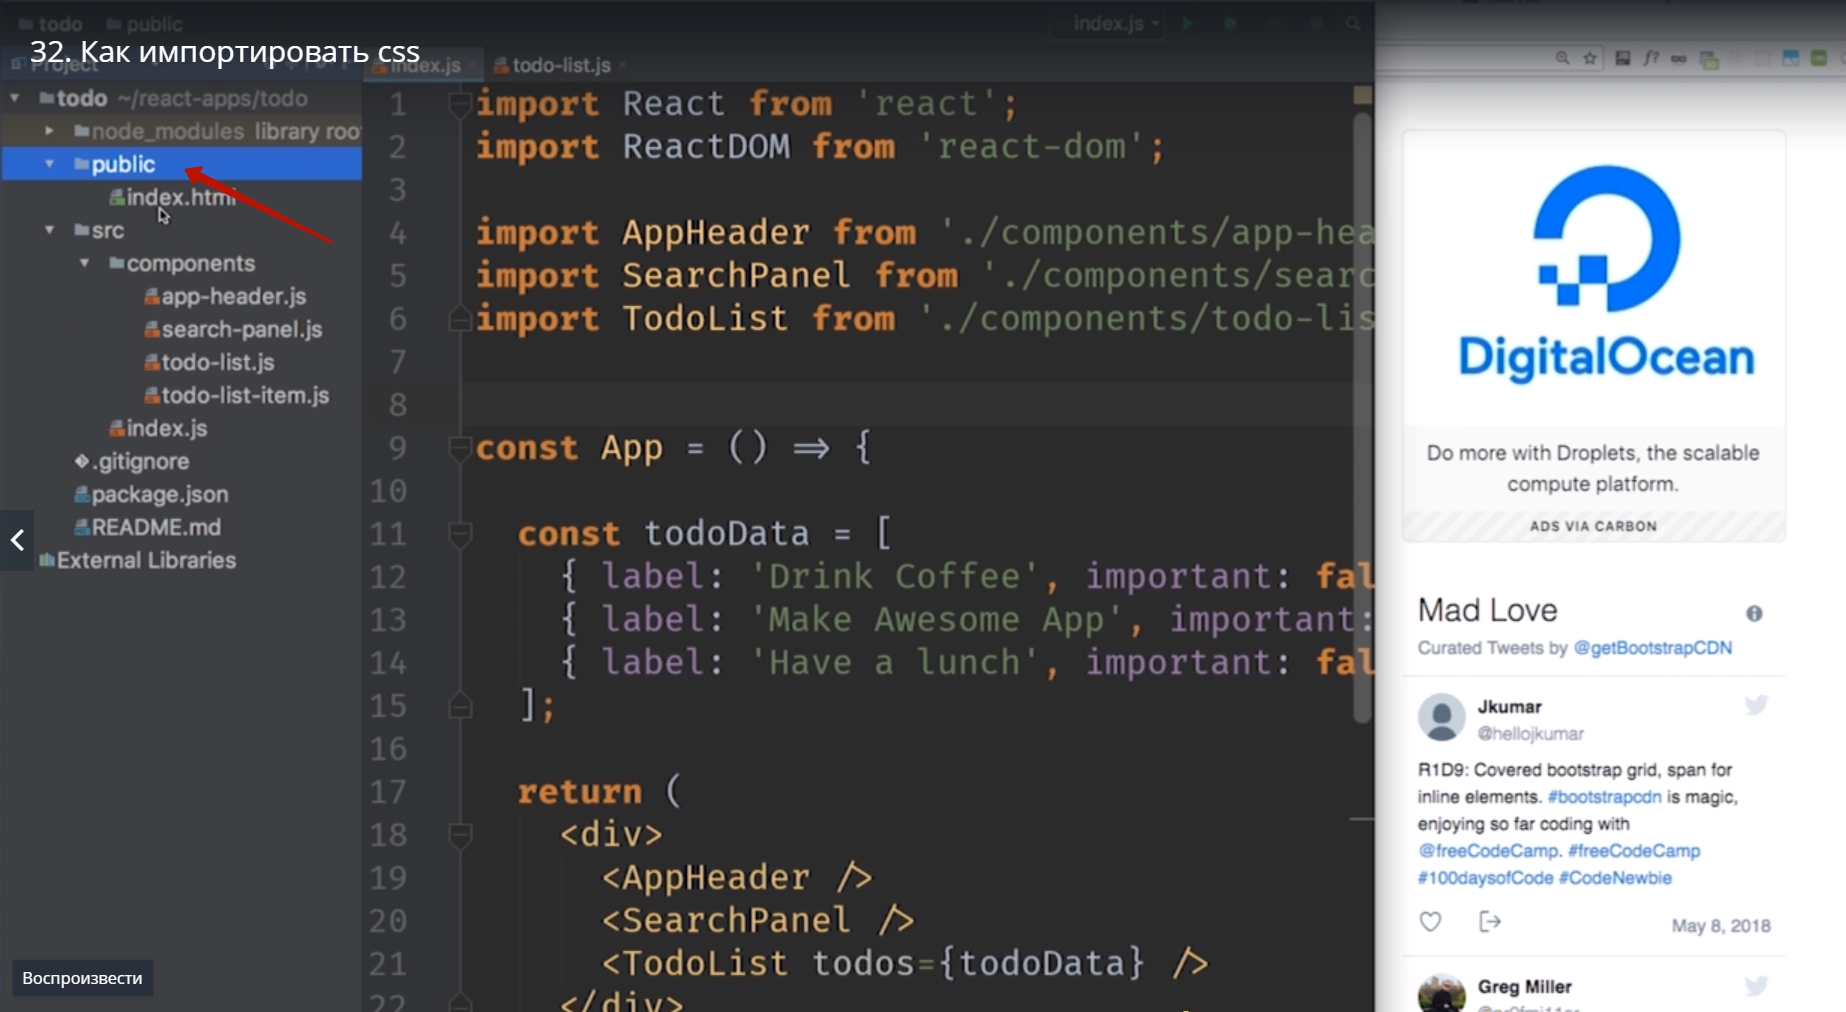 todo public
index.js
32. Как импортировать css
Project
index.js
todo-list.js
todo ~/react-apps/todo
node_modules library roo
public
index.html
src
components
app-header.js
search-panel.js
todo-list.js
todo-list-item.js
index.js
.gitignore
package.json
README.md
External Libraries
Воспроизвести
1 import React from 'react';
2 import ReactDOM from 'react-dom';
3
4 import AppHeader from './components/app-hea
5 import SearchPanel from './components/searc
6 import TodoList from './components/todo-lis
7
8
9 const App = () => {
10
11 const todoData = [
12 { label: 'Drink Coffee', important: fal
13 { label: 'Make Awesome App', important:
14 { label: 'Have a lunch', important: fal
15 ];
16
17 return (
18 <div>
19 <AppHeader />
20 <SearchPanel />
21 <TodoList todos={todoData} />
22 </div>
f?
DigitalOcean
Do more with Droplets, the scalable
compute platform.
ADS VIA CARBON
Mad Love
Curated Tweets by @getBootstrapCDN
Jkumar
@hellojkumar
R1D9: Covered bootstrap grid, span for
inline elements. #bootstrapcdn is magic,
enjoying so far coding with
@freeCodeCamp. #freeCodeCamp
#100daysofCode #CodeNewbie
May 8, 2018
Greg Miller